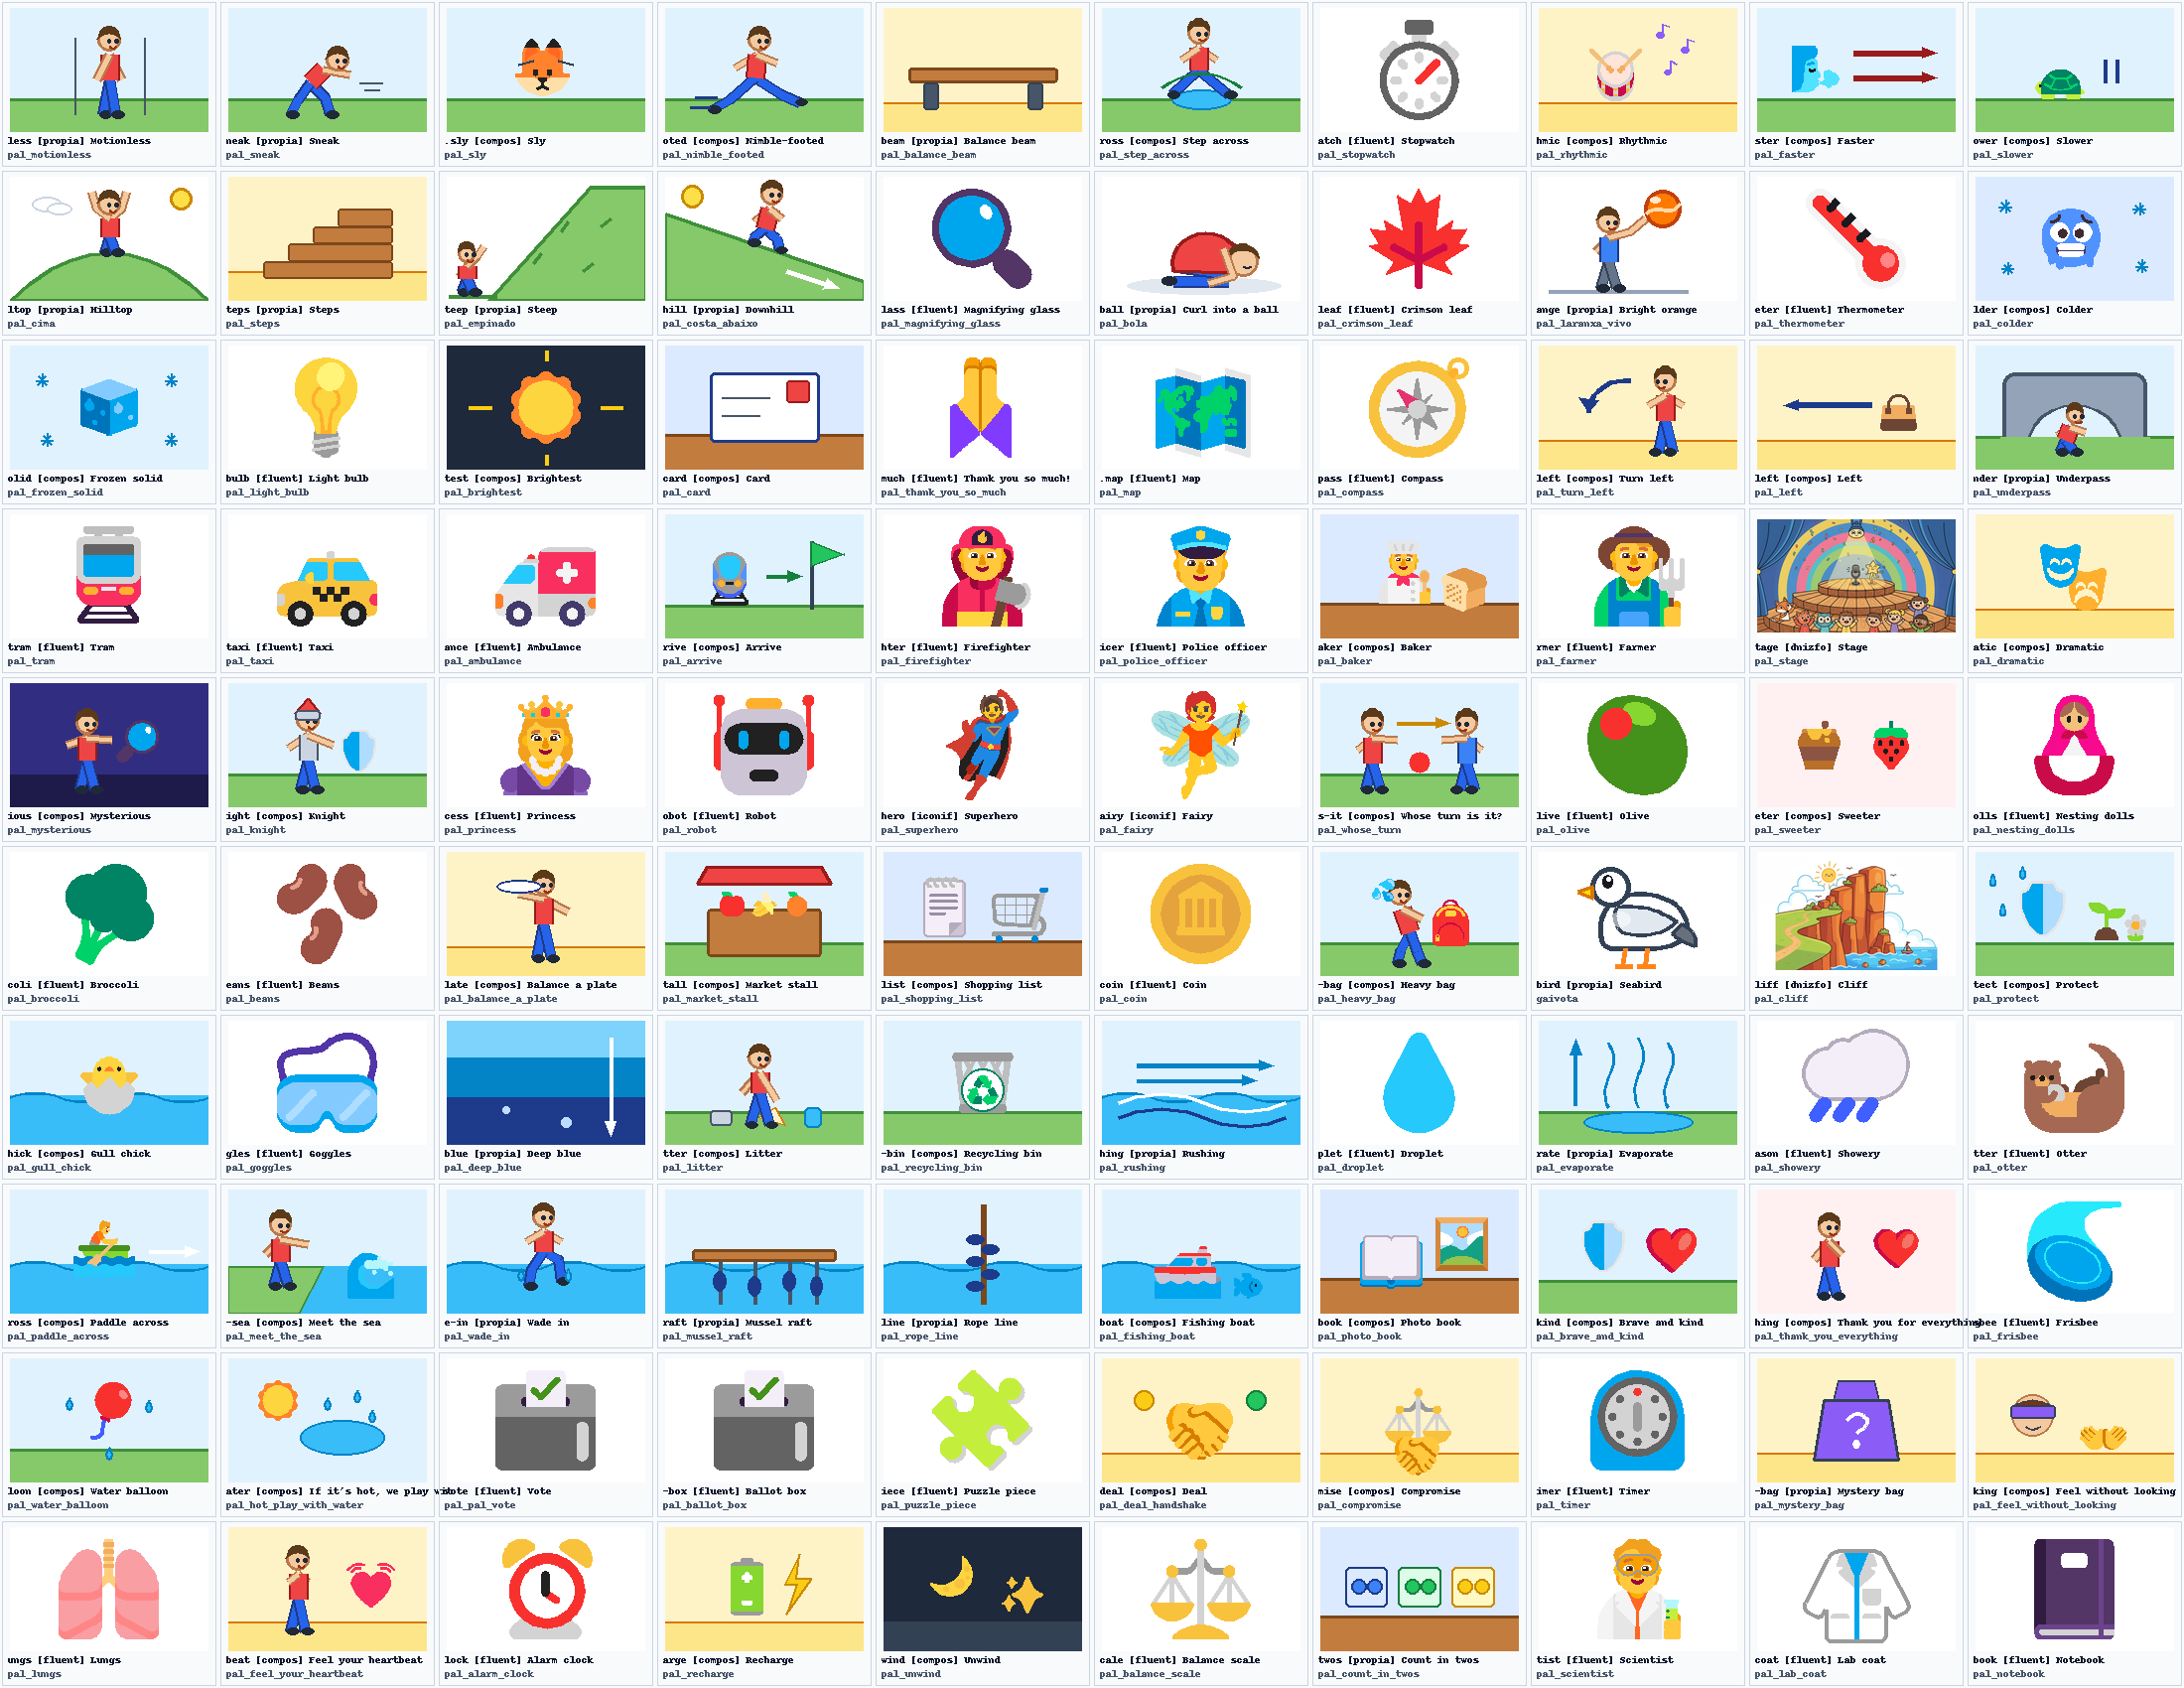 less [propia] Motionless
pal_motionless
neak [propia] Sneak
pal_sneak
.sly [compos] Sly
pal_sly
oted [compos] Nimble-footed
pal_nimble_footed
beam [propia] Balance beam
pal_balance_beam
ross [compos] Step across
pal_step_across
atch [fluent] Stopwatch
pal_stopwatch
hmic [compos] Rhythmic
pal_rhythmic
ster [compos] Faster
pal_faster
ower [compos] Slower
pal_slower
ltop [propia] Hilltop
pal_cima
teps [propia] Steps
pal_steps
teep [propia] Steep
pal_empinado
hill [propia] Downhill
pal_costa_abaixo
lass [fluent] Magnifying glass
pal_magnifying_glass
ball [propia] Curl into a ball
pal_bola
leaf [fluent] Crimson leaf
pal_crimson_leaf
ange [propia] Bright orange
pal_laranxa_vivo
eter [fluent] Thermometer
pal_thermometer
lder [compos] Colder
pal_colder
olid [compos] Frozen solid
pal_frozen_solid
bulb [fluent] Light bulb
pal_light_bulb
test [compos] Brightest
pal_brightest
card [compos] Card
pal_card
much [fluent] Thank you so much!
pal_thank_you_so_much
.map [fluent] Map
pal_map
pass [fluent] Compass
pal_compass
left [compos] Turn left
pal_turn_left
left [compos] Left
pal_left
nder [propia] Underpass
pal_underpass
tram [fluent] Tram
pal_tram
taxi [fluent] Taxi
pal_taxi
ance [fluent] Ambulance
pal_ambulance
rive [compos] Arrive
pal_arrive
hter [fluent] Firefighter
pal_firefighter
icer [fluent] Police officer
pal_police_officer
aker [compos] Baker
pal_baker
rmer [fluent] Farmer
pal_farmer
tage [dnizfo] Stage
pal_stage
atic [compos] Dramatic
pal_dramatic
ious [compos] Mysterious
pal_mysterious
ight [compos] Knight
pal_knight
cess [fluent] Princess
pal_princess
obot [fluent] Robot
pal_robot
hero [iconif] Superhero
pal_superhero
airy [iconif] Fairy
pal_fairy
s-it [compos] Whose turn is it?
pal_whose_turn
live [fluent] Olive
pal_olive
eter [compos] Sweeter
pal_sweeter
olls [fluent] Nesting dolls
pal_nesting_dolls
coli [fluent] Broccoli
pal_broccoli
eans [fluent] Beans
pal_beans
late [compos] Balance a plate
pal_balance_a_plate
tall [compos] Market stall
pal_market_stall
list [compos] Shopping list
pal_shopping_list
coin [fluent] Coin
pal_coin
-bag [compos] Heavy bag
pal_heavy_bag
bird [propia] Seabird
gaivota
liff [dnizfo] Cliff
pal_cliff
tect [compos] Protect
pal_protect
hick [compos] Gull chick
pal_gull_chick
gles [fluent] Goggles
pal_goggles
blue [propia] Deep blue
pal_deep_blue
tter [compos] Litter
pal_litter
-bin [compos] Recycling bin
pal_recycling_bin
hing [propia] Rushing
pal_rushing
plet [fluent] Droplet
pal_droplet
rate [propia] Evaporate
pal_evaporate
ason [fluent] Showery
pal_showery
tter [fluent] Otter
pal_otter
ross [compos] Paddle across
pal_paddle_across
-sea [compos] Meet the sea
pal_meet_the_sea
e-in [propia] Wade in
pal_wade_in
raft [propia] Mussel raft
pal_mussel_raft
line [propia] Rope line
pal_rope_line
boat [compos] Fishing boat
pal_fishing_boat
book [compos] Photo book
pal_photo_book
kind [compos] Brave and kind
pal_brave_and_kind
hing [compos] Thank you for everything
pal_thank_you_everything
sbee [fluent] Frisbee
pal_frisbee
loon [compos] Water balloon
pal_water_balloon
ater [compos] If it's hot, we play
pal_hot_play_with_water
vote [fluent] Vote
pal_vote
-box [fluent] Ballot box
pal_ballot_box
iece [fluent] Puzzle piece
pal_puzzle_piece
deal [compos] Deal
pal_deal_handshake
mise [compos] Compromise
pal_compromise
imer [fluent] Timer
pal_timer
?
-bag [propia] Mystery bag
pal_mystery_bag
king [compos] Feel without looking
pal_feel_without_looking
ungs [fluent] Lungs
pal_lungs
beat [compos] Feel your heartbeat
pal_feel_your_heartbeat
lock [fluent] Alarm clock
pal_alarm_clock
arge [compos] Recharge
pal_recharge
wind [compos] Unwind
pal_unwind
cale [fluent] Balance scale
pal_balance_scale
twos [propia] Count in twos
pal_count_in_twos
tist [fluent] Scientist
pal_scientist
coat [fluent] Lab coat
pal_lab_coat
book [fluent] Notebook
pal_notebook